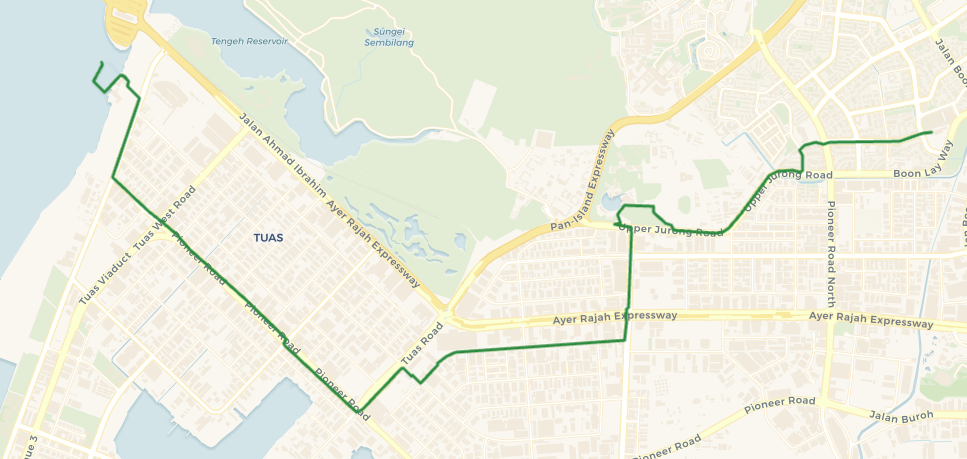 Tengeh Reservoir
Sungei
Sembilang
Jalan Boo
Jalan Ahmad Ibrahim
Ayer Rajah Expressway
Pan-Island Expressway
Upper Jurong Road
Boon Lay Way
Upper Jurong Road
Pioneer Road North
Tuas West Road
Tuas Viaduct
TUAS
Pioneer Road
Pioneer Road
Pioneer Road
Tuas Road
Ayer Rajah Expressway
Ayer Rajah Expressway
Pioneer Road
Jalan Buroh
Pioneer Road
nue 3